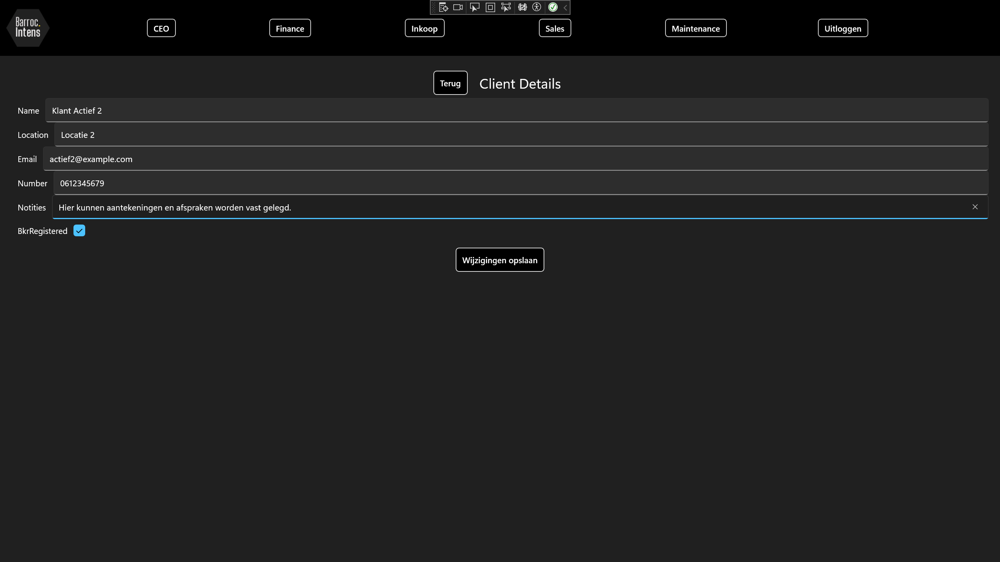 Barroc.
Intens
CEO
Finance
Inkoop
Sales
Maintenance
Uitloggen
Terug
Client Details
Name
Klant Actief 2
Location
Locatie 2
Email
actief2@example.com
Number
0612345679
Notities
Hier kunnen aantekeningen en afspraken worden vast gelegd.
BkrRegistered
Wijzigingen opslaan